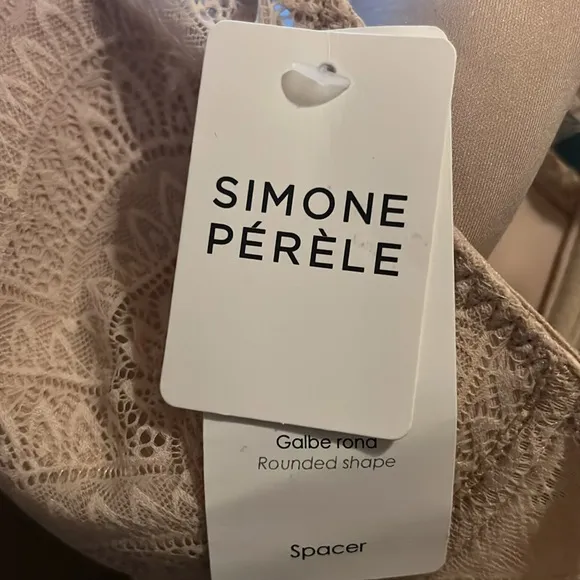 SIMONE
PÉRÈLE
Galbe rond
Rounded shape
Spacer